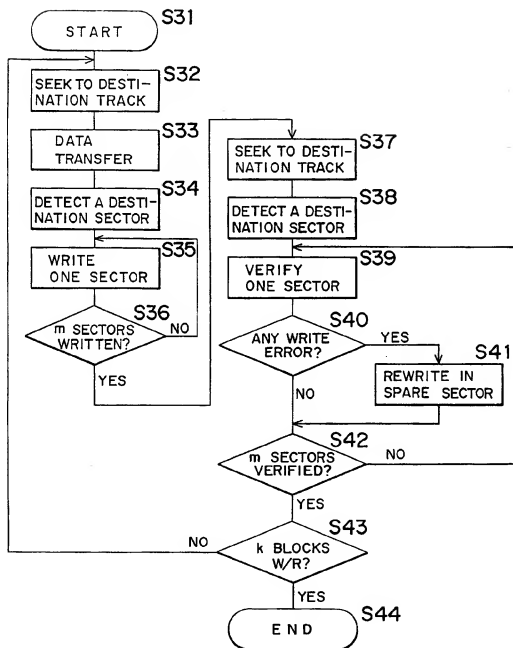 S31
START
S32
SEEK TO DESTI-
NATION TRACK
S33
DATA
TRANSFER
S34
DETECT A DESTI-
NATION SECTOR
S35
WRITE
ONE SECTOR
S36
m SECTORS
WRITTEN?
NO
YES
S37
SEEK TO DESTI-
NATION TRACK
S38
DETECT A DESTI-
NATION SECTOR
S39
VERIFY
ONE SECTOR
S40
ANY WRITE
ERROR?
YES
NO
S41
REWRITE IN
SPARE SECTOR
S42
m SECTORS
VERIFIED?
NO
YES
S43
k BLOCKS
W/R?
NO
YES
S44
END